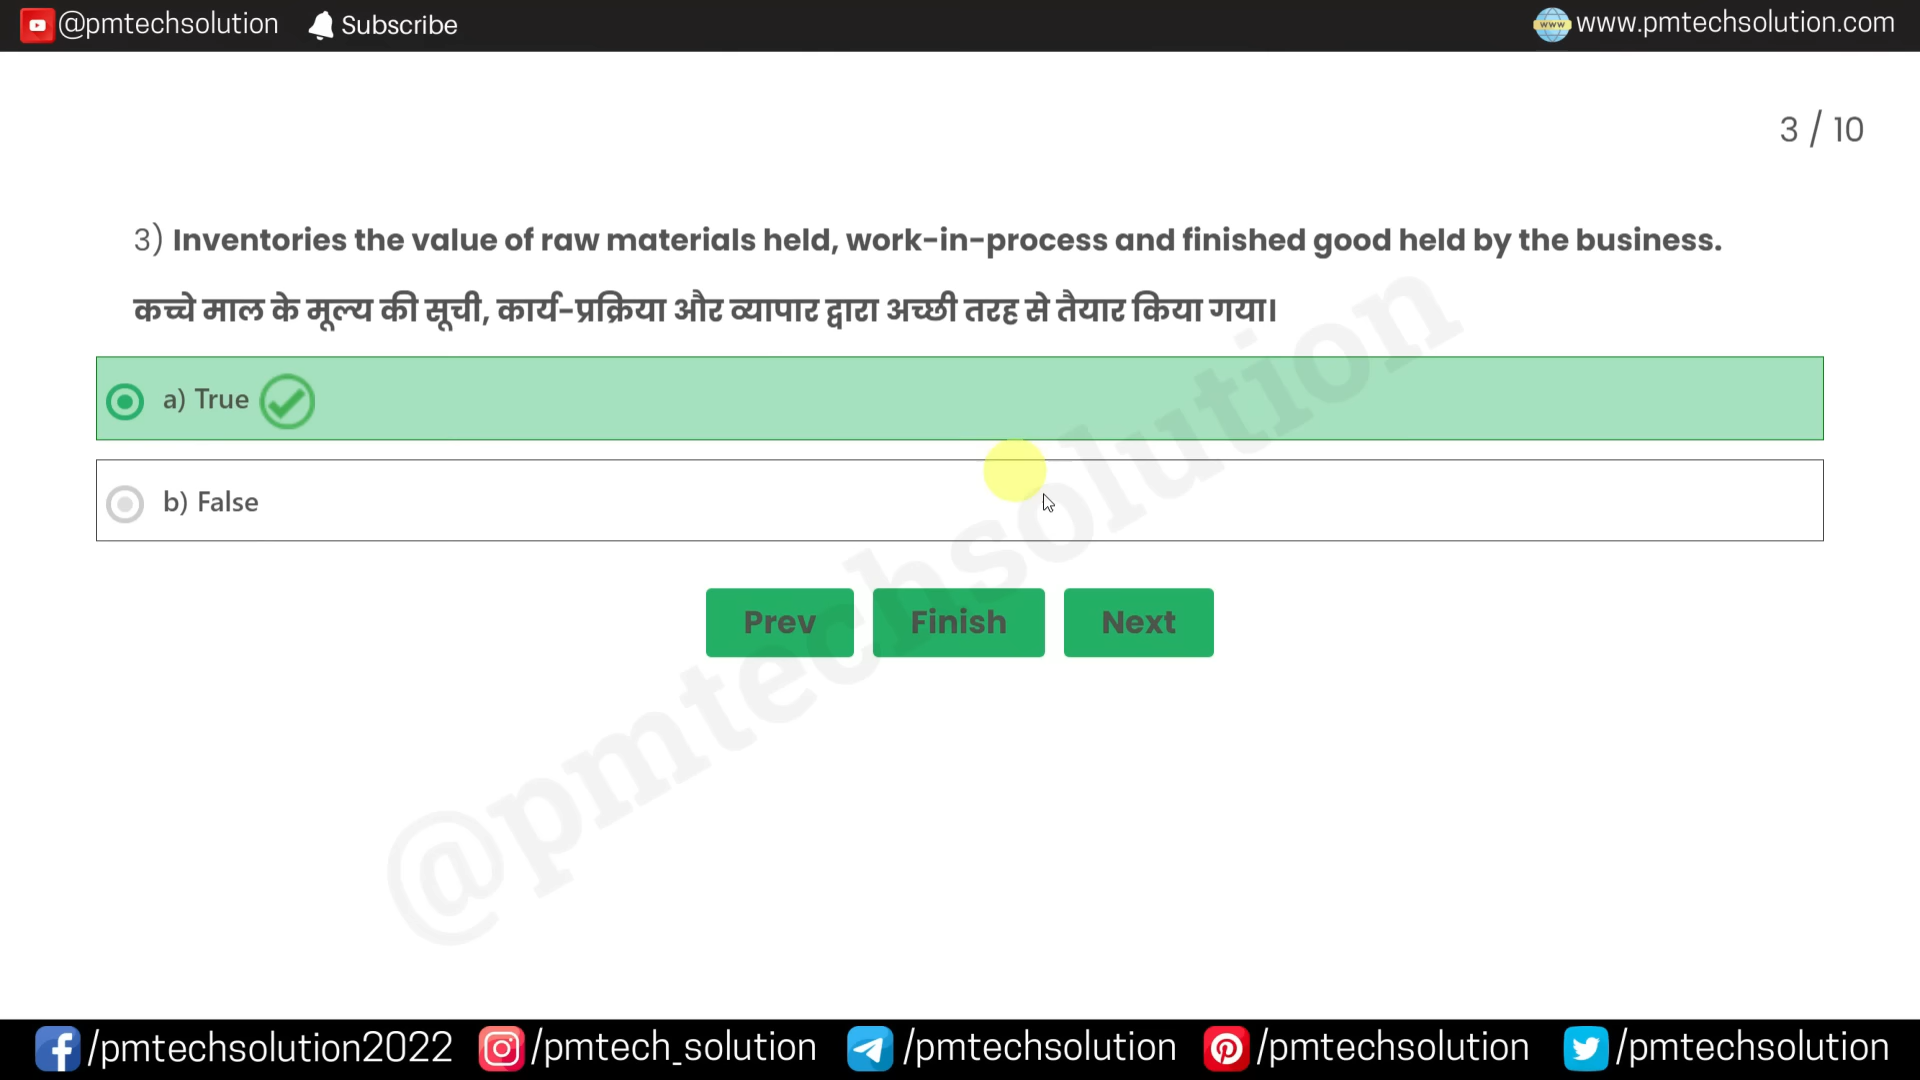 @pmtechsolution Subscribe www.pmtechsolution.com
3 / 10
3) Inventories the value of raw materials held, work-in-process and finished good held by the business.
कच्चे माल के मूल्य की सूची, कार्य-प्रक्रिया और व्यापार द्वारा अच्छी तरह से तैयार किया गया।
a) True
b) False
Prev Finish Next
@pmtechsolution
/pmtechsolution2022 /pmtech_solution /pmtechsolution /pmtechsolution /pmtechsolution